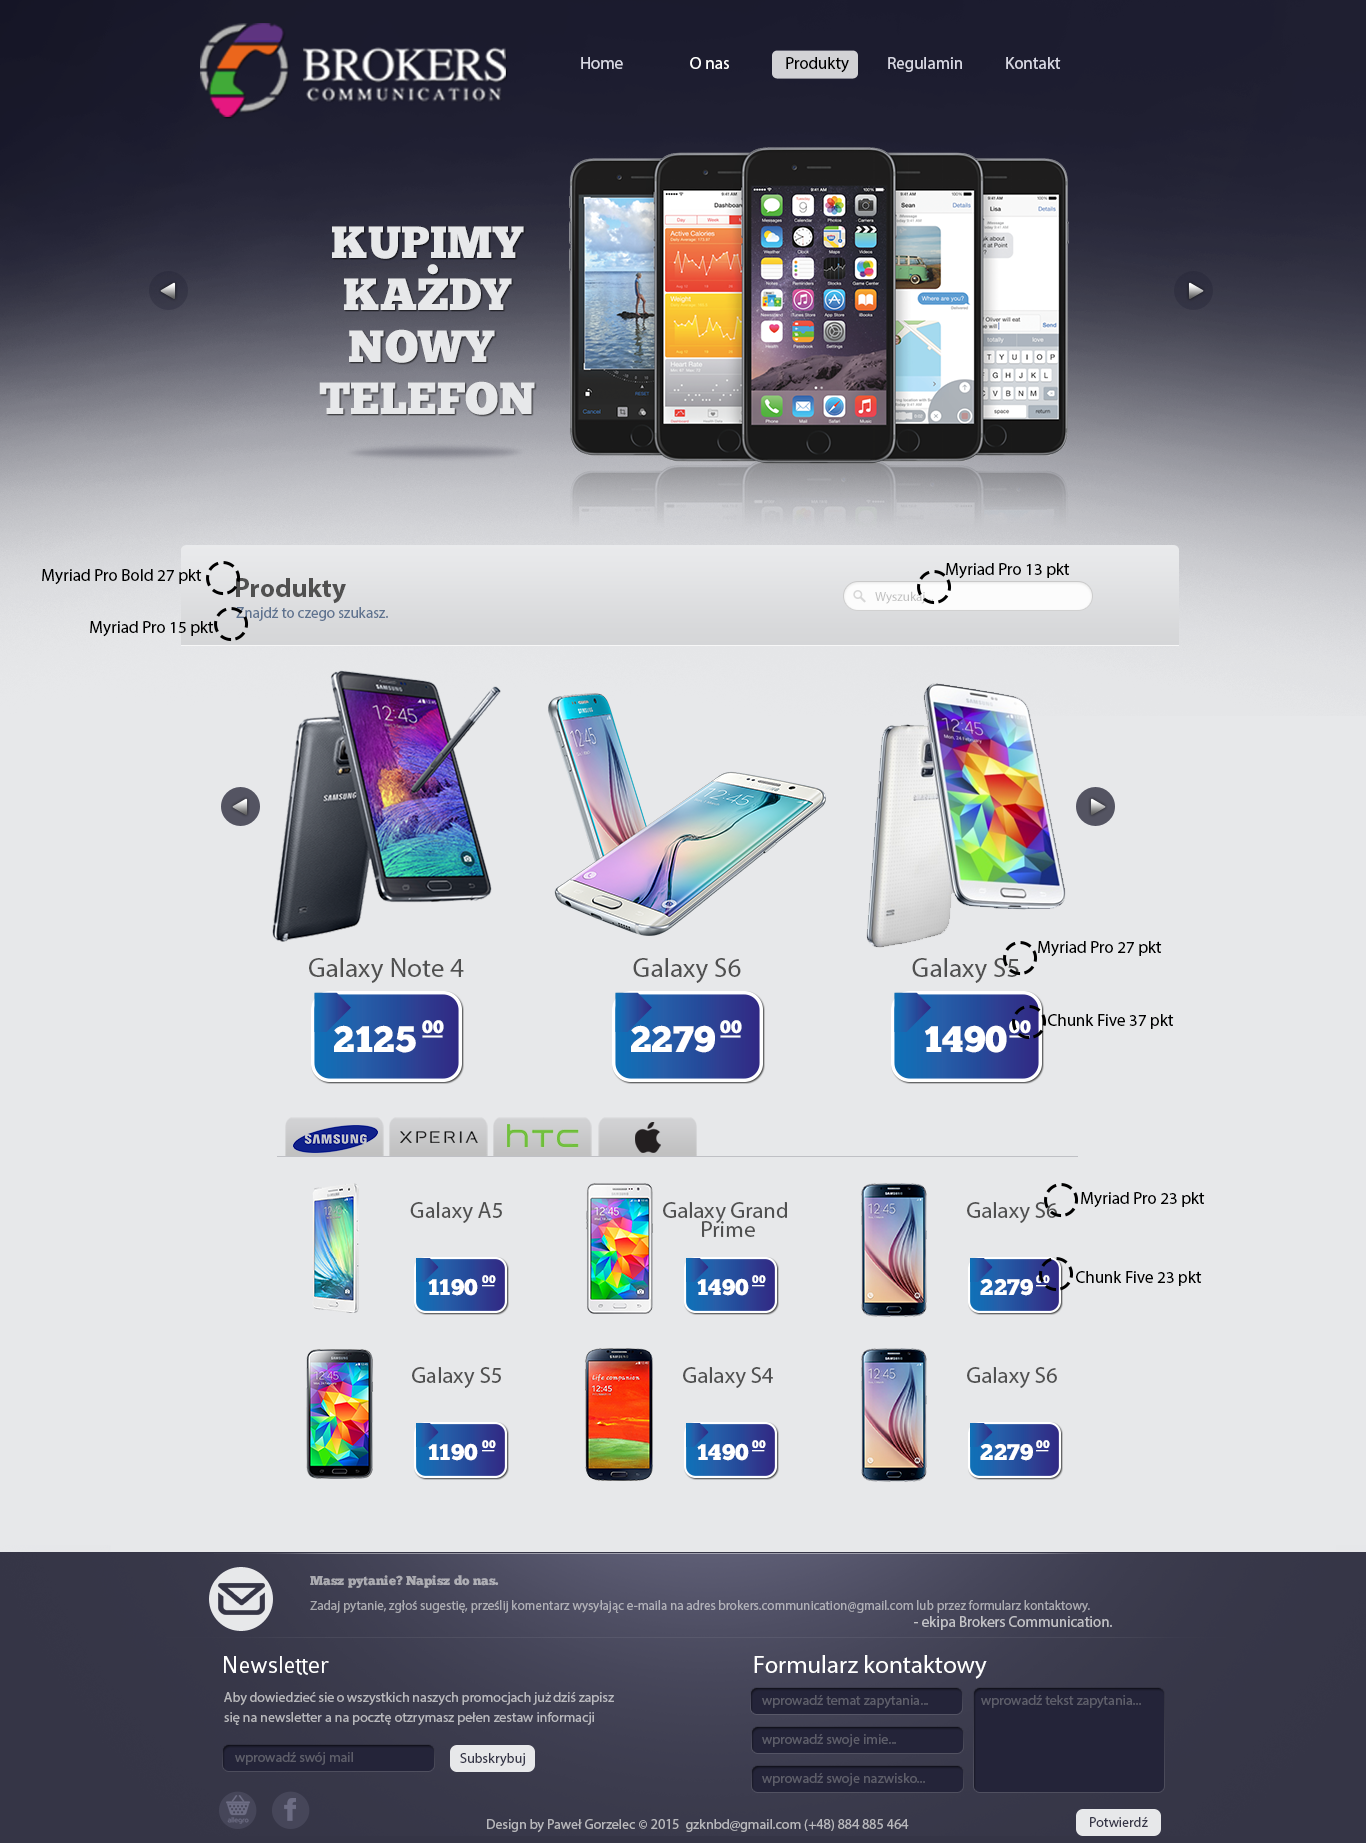 BROKERS
COMMUNICATION
Home O nas Produkty Regulamin Kontakt
KUPIMY
KAŻDY
NOWY
TELEFON
Myriad Pro Bold 27 pkt
Produkty
Myriad Pro 15 pkt
Znajdź to czego szukasz.
Myriad Pro 13 pkt
Wyszukaj
Galaxy Note 4
Galaxy S6
Galaxy S5
Myriad Pro 27 pkt
2125 00
2279 00
1490 00
Chunk Five 37 pkt
SAMSUNG XPERIA hTC
Galaxy A5
Galaxy Grand
Prime
Galaxy S6
Myriad Pro 23 pkt
1190 00
1490 00
2279
Chunk Five 23 pkt
Galaxy S5
Galaxy S4
Galaxy S6
1190 00
1490 00
2279 00
Masz pytanie? Napisz do nas.
Zadaj pytanie, zgłoś sugestię, prześlij komentarz wysyłając e-maila na adres brokers.communication@gmail.com lub przez formularz kontaktowy.
- ekipa Brokers Communication.
Newsletter
Aby dowiedzieć sie o wszystkich naszych promocjach już dziś zapisz
się na newsletter a na pocztę otrzymasz pełen zestaw informacji
wprowadź swój mail
Subskrybuj
Formularz kontaktowy
wprowadź temat zapytania...
wprowadź swoje imie...
wprowadź swoje nazwisko...
wprowadź tekst zapytania...
Potwierdź
allegro
Design by Paweł Gorzelec © 2015 gzknbd@gmail.com (+48) 884 885 464